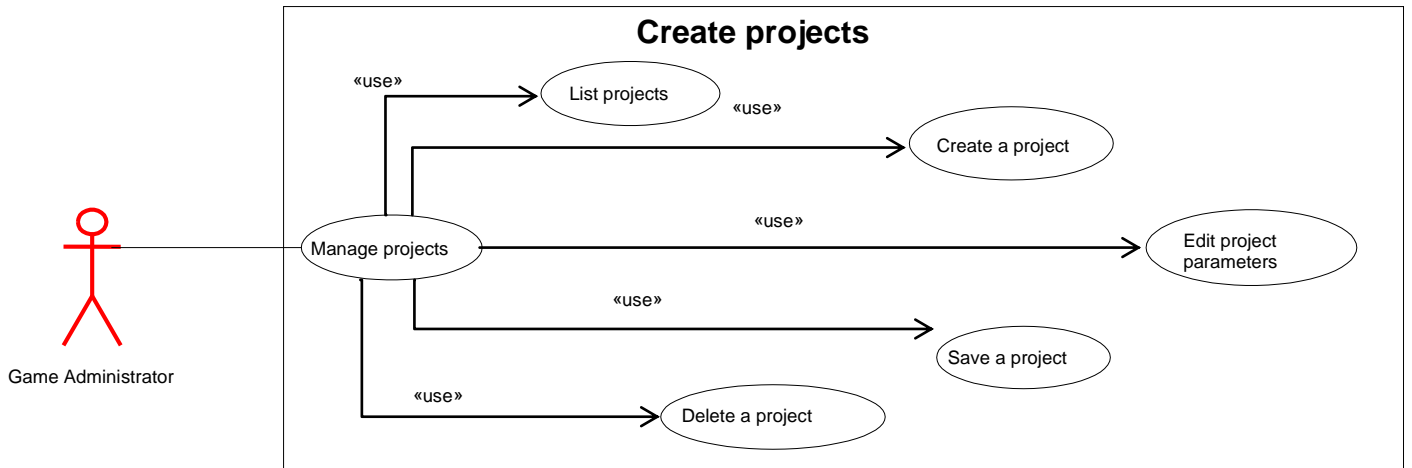 Create projects
«use»
List projects
«use»
Create a project
«use»
Manage projects
Edit project
parameters
«use»
Save a project
Game Administrator
«use»
Delete a project